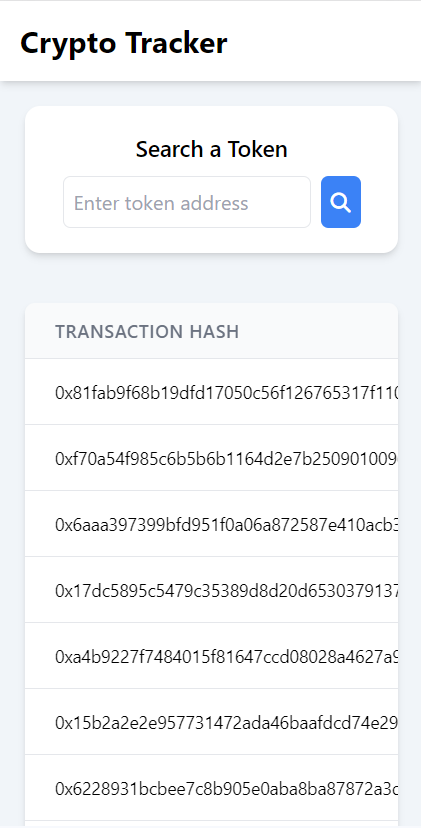 Crypto Tracker
Search a Token
Enter token address
TRANSACTION HASH
0x81fab9f68b19dfd17050c56f126765317f110
0xf70a54f985c6b5b6b1164d2e7b250901009
0x6aaa397399bfd951f0a06a872587e410acb3
0x17dc5895c5479c35389d8d20d6530379137
0xa4b9227f7484015f81647ccd08028a4627a9
0x15b2a2e2e957731472ada46baafdcd74e29
0x6228931bcbee7c8b905e0aba8ba87872a3c